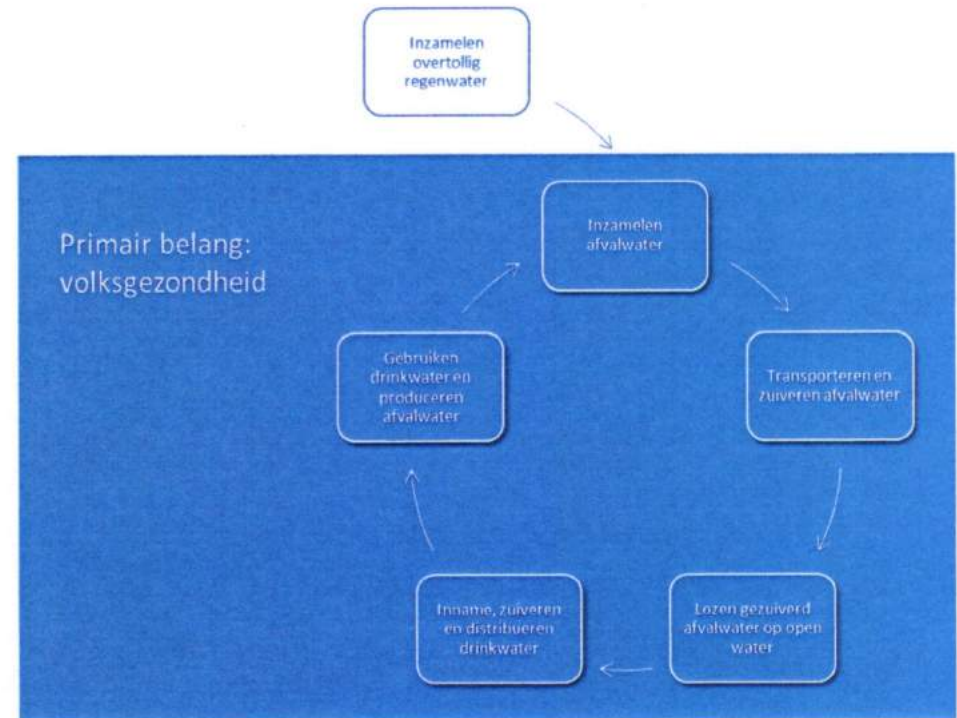 Inzamelen
overtollig
regenwater
Primair belang:
volksgezondheid
Inzamelen
afvalwater
Gebruiken
drinkwater en
produceren
afvalwater
Transporteren en
zuiveren afvalwater
Inname, zuiveren
en distribueren
drinkwater
Lozen gezuiverd
afvalwater op open
water